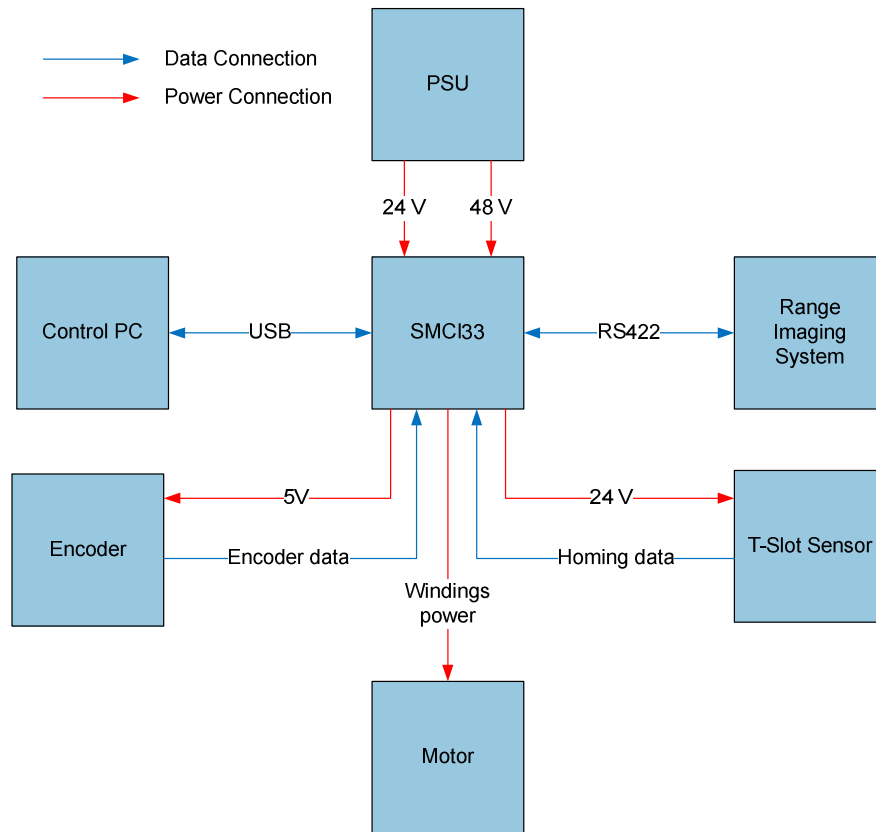 Data Connection
Power Connection
PSU
24 V
48 V
Control PC
USB
SMCI33
RS422
Range
Imaging
System
5V
24 V
Encoder
Encoder data
Homing data
T-Slot Sensor
Windings
power
Motor